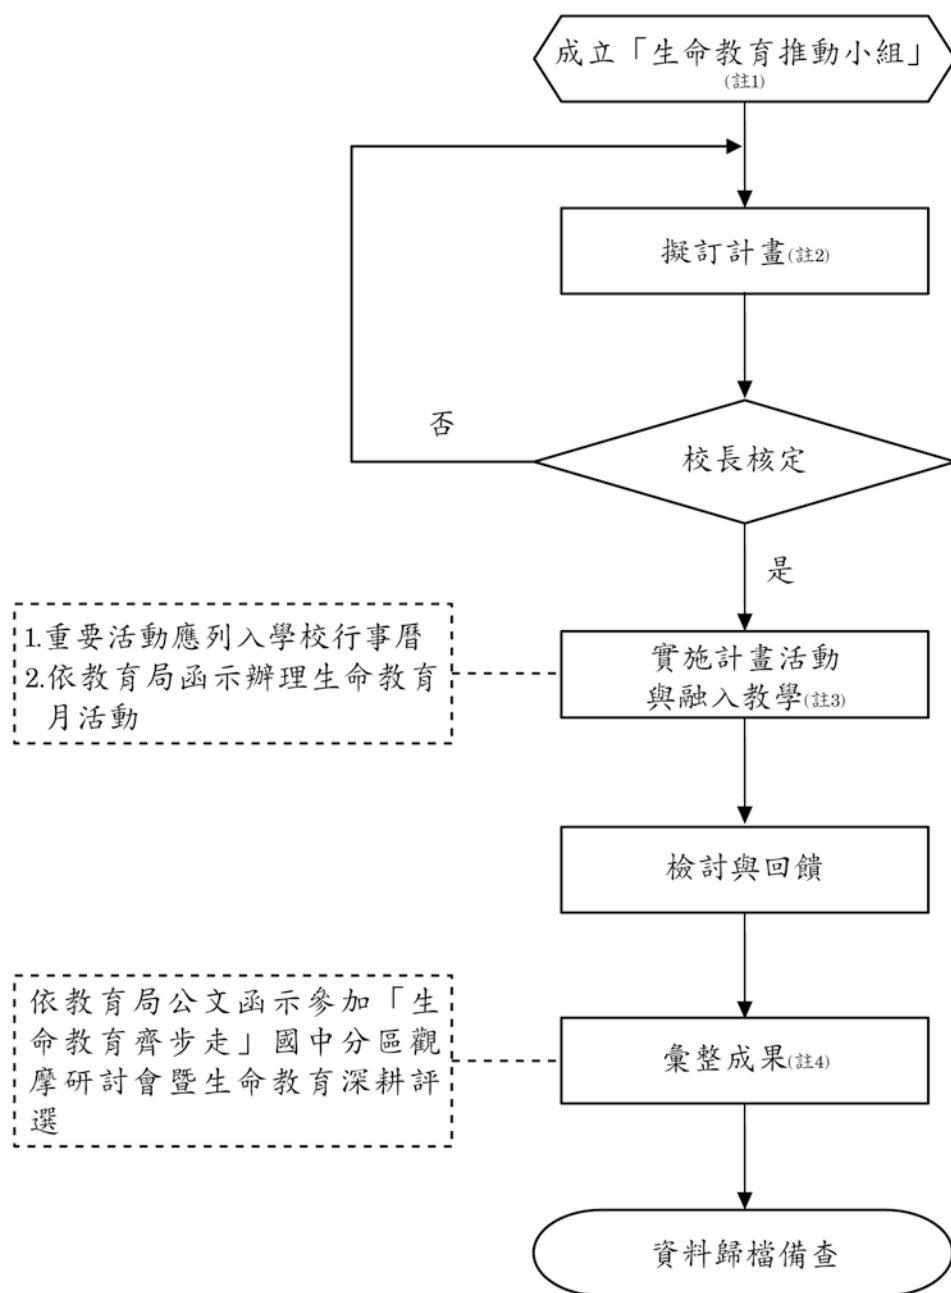 成立「生命教育推動小組」
(註1)
擬訂計畫(註2)
否
校長核定
是
1.重要活動應列入學校行事曆
2.依教育局函示辦理生命教育
月活動
實施計畫活動
與融入教學(註3)
檢討與回饋
依教育局公文函示參加「生
命教育齊步走」國中分區觀
摩研討會暨生命教育深耕評
選
彙整成果(註4)
資料歸檔備查